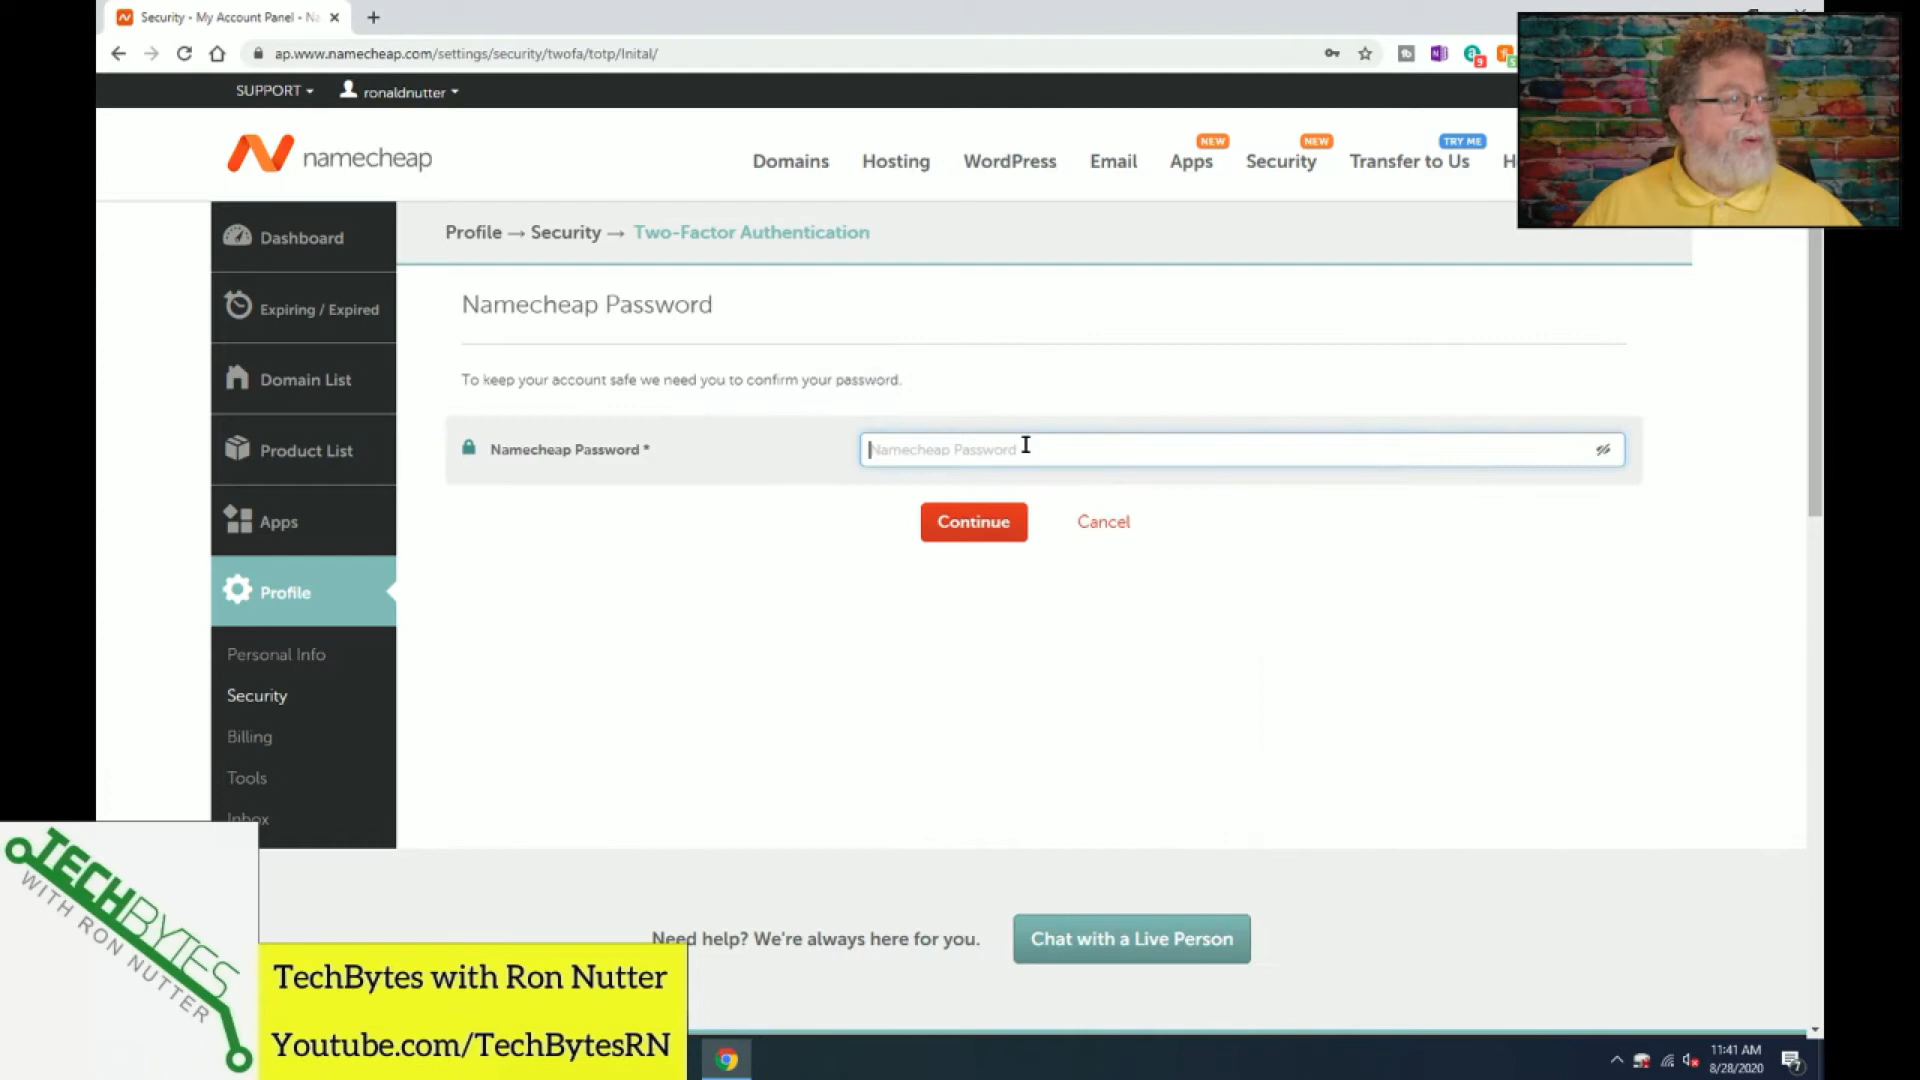 Security - My Account Panel - Na
ap.www.namecheap.com/settings/security/twofa/totp/Inital/
SUPPORT
ronaldnutter
namecheap
Domains
Hosting
WordPress
Email
NEW
Apps
NEW
Security
TRY ME
Transfer to Us
H
Dashboard
Expiring / Expired
Domain List
Product List
Apps
Profile
Personal Info
Security
Billing
Tools
Inbox
Profile → Security → Two-Factor Authentication
Namecheap Password
To keep your account safe we need you to confirm your password.
Namecheap Password *
Namecheap Password
Continue
Cancel
Need help? We're always here for you.
Chat with a Live Person
TECHBYTES
WITH RON NUTTER
TechBytes with Ron Nutter
Youtube.com/TechBytesRN
11:41 AM
8/28/2020